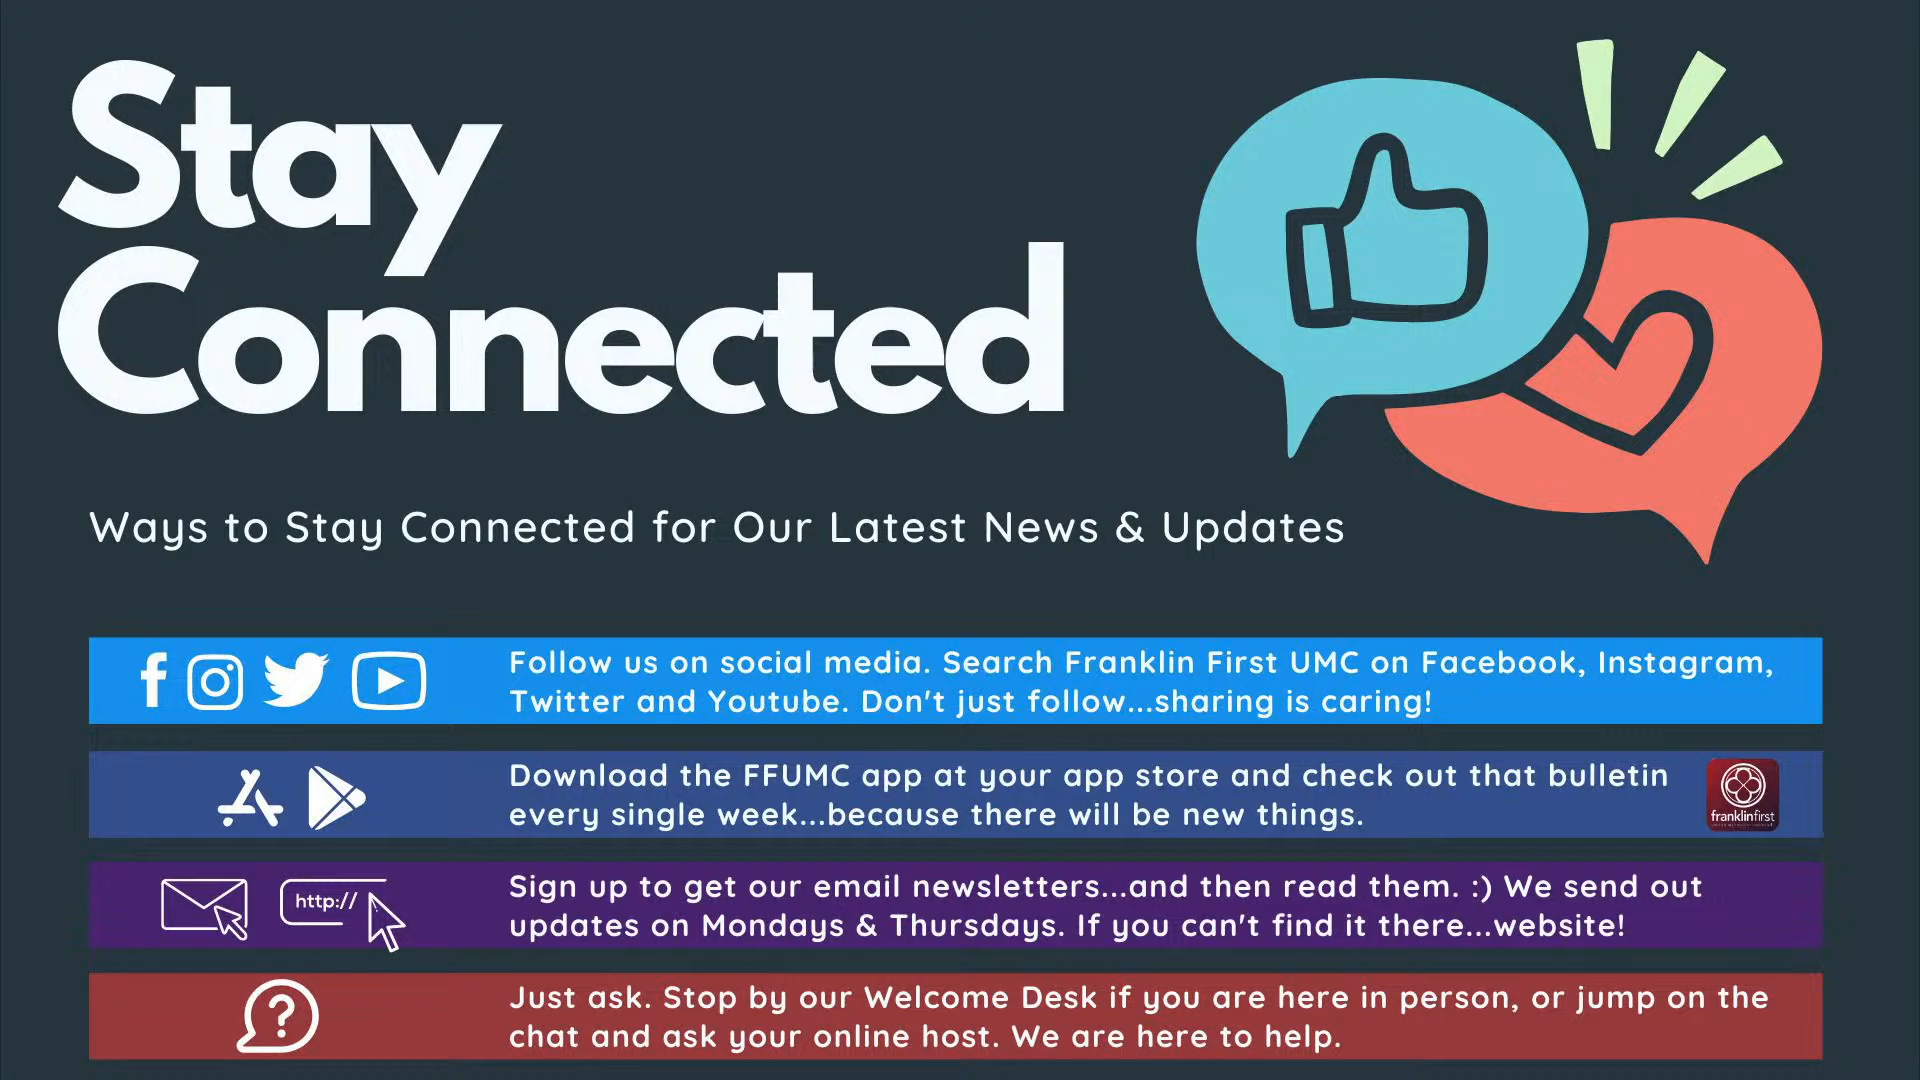 Stay
Connected
Ways to Stay Connected for Our Latest News & Updates
Follow us on social media. Search Franklin First UMC on Facebook, Instagram,
Twitter and Youtube. Don't just follow...sharing is caring!
Download the FFUMC app at your app store and check out that bulletin
every single week...because there will be new things.
franklinfirst
http://
Sign up to get our email newsletters...and then read them. :) We send out
updates on Mondays & Thursdays. If you can't find it there...website!
?
Just ask. Stop by our Welcome Desk if you are here in person, or jump on the
chat and ask your online host. We are here to help.